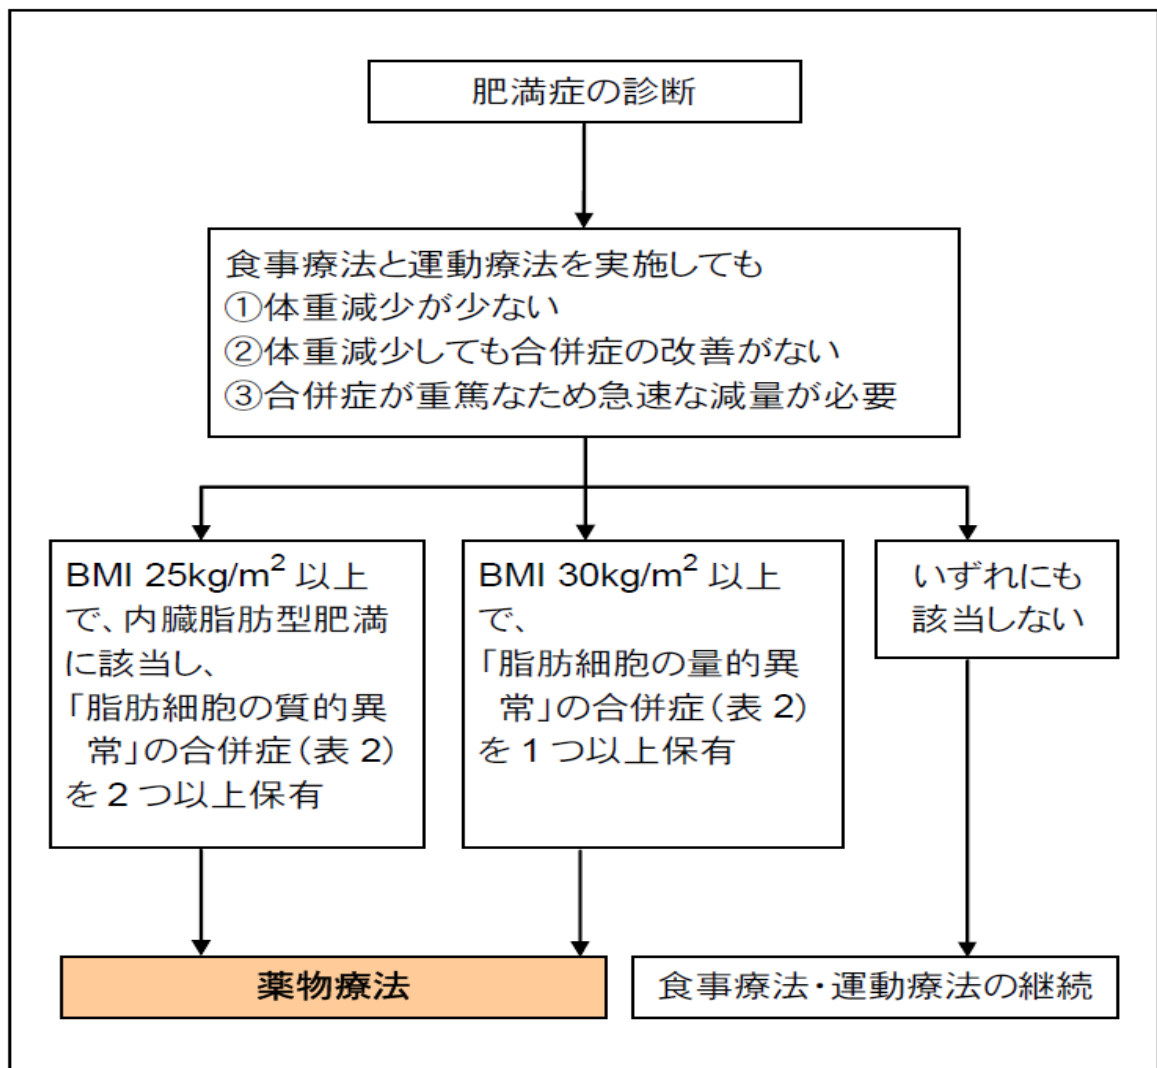 肥満症の診断
食事療法と運動療法を実施しても
①体重減少が少ない
②体重減少しても合併症の改善がない
③合併症が重篤なため急速な減量が必要
BMI 25kg/m² 以上
で、内臓脂肪型肥満
に該当し、
「脂肪細胞の質的異
常」の合併症(表 2)
を 2 つ以上保有
BMI 30kg/m² 以上
で、
「脂肪細胞の量的異
常」の合併症(表 2)
を 1 つ以上保有
いずれにも
該当しない
薬物療法
食事療法・運動療法の継続